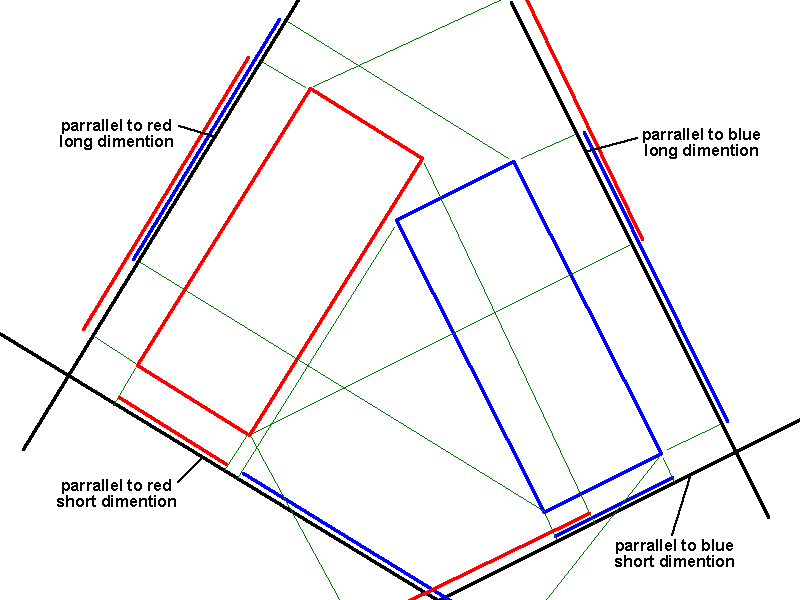 parrallel to red
long dimention
parrallel to blue
long dimention
parrallel to red
short dimention
parrallel to blue
short dimention